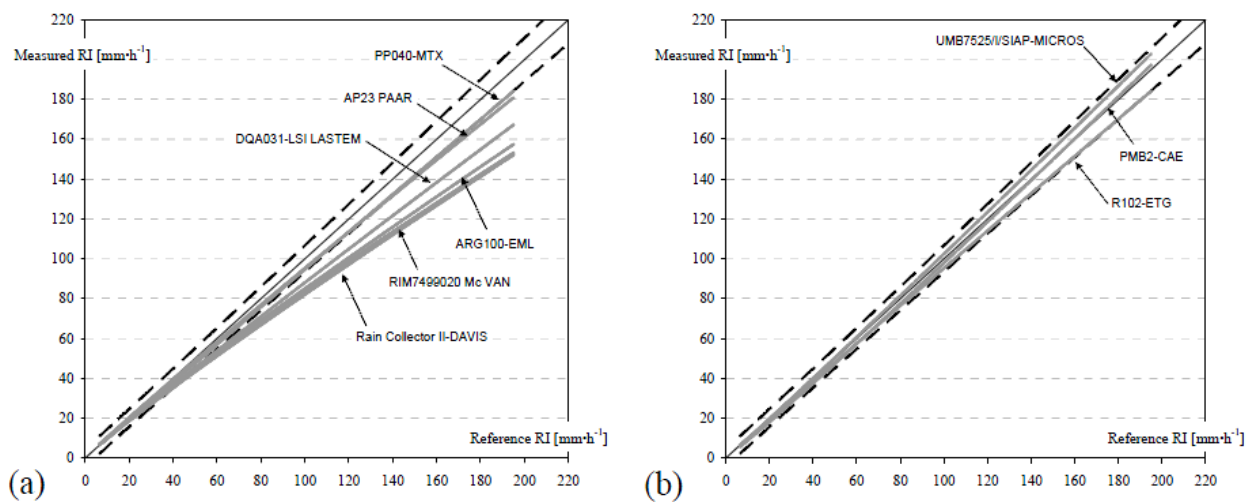 220
Measured RI [mm·h⁻¹]
200
PP040-MTX
180
AP23 PAAR
160
DQA031-LSI LASTEM
140
120
ARG100-EML
100
RIM7499020 Mc VAN
80
Rain Collector II-DAVIS
60
40
20
Reference RI [mm·h⁻¹]
0
0 20 40 60 80 100 120 140 160 180 200 220
(a)
220
UMB7525/I/SIAP-MICROS
Measured RI [mm·h⁻¹]
200
180
160
PMB2-CAE
140
R102-ETG
120
100
80
60
40
20
Reference RI [mm·h⁻¹]
0
0 20 40 60 80 100 120 140 160 180 200 220
(b)